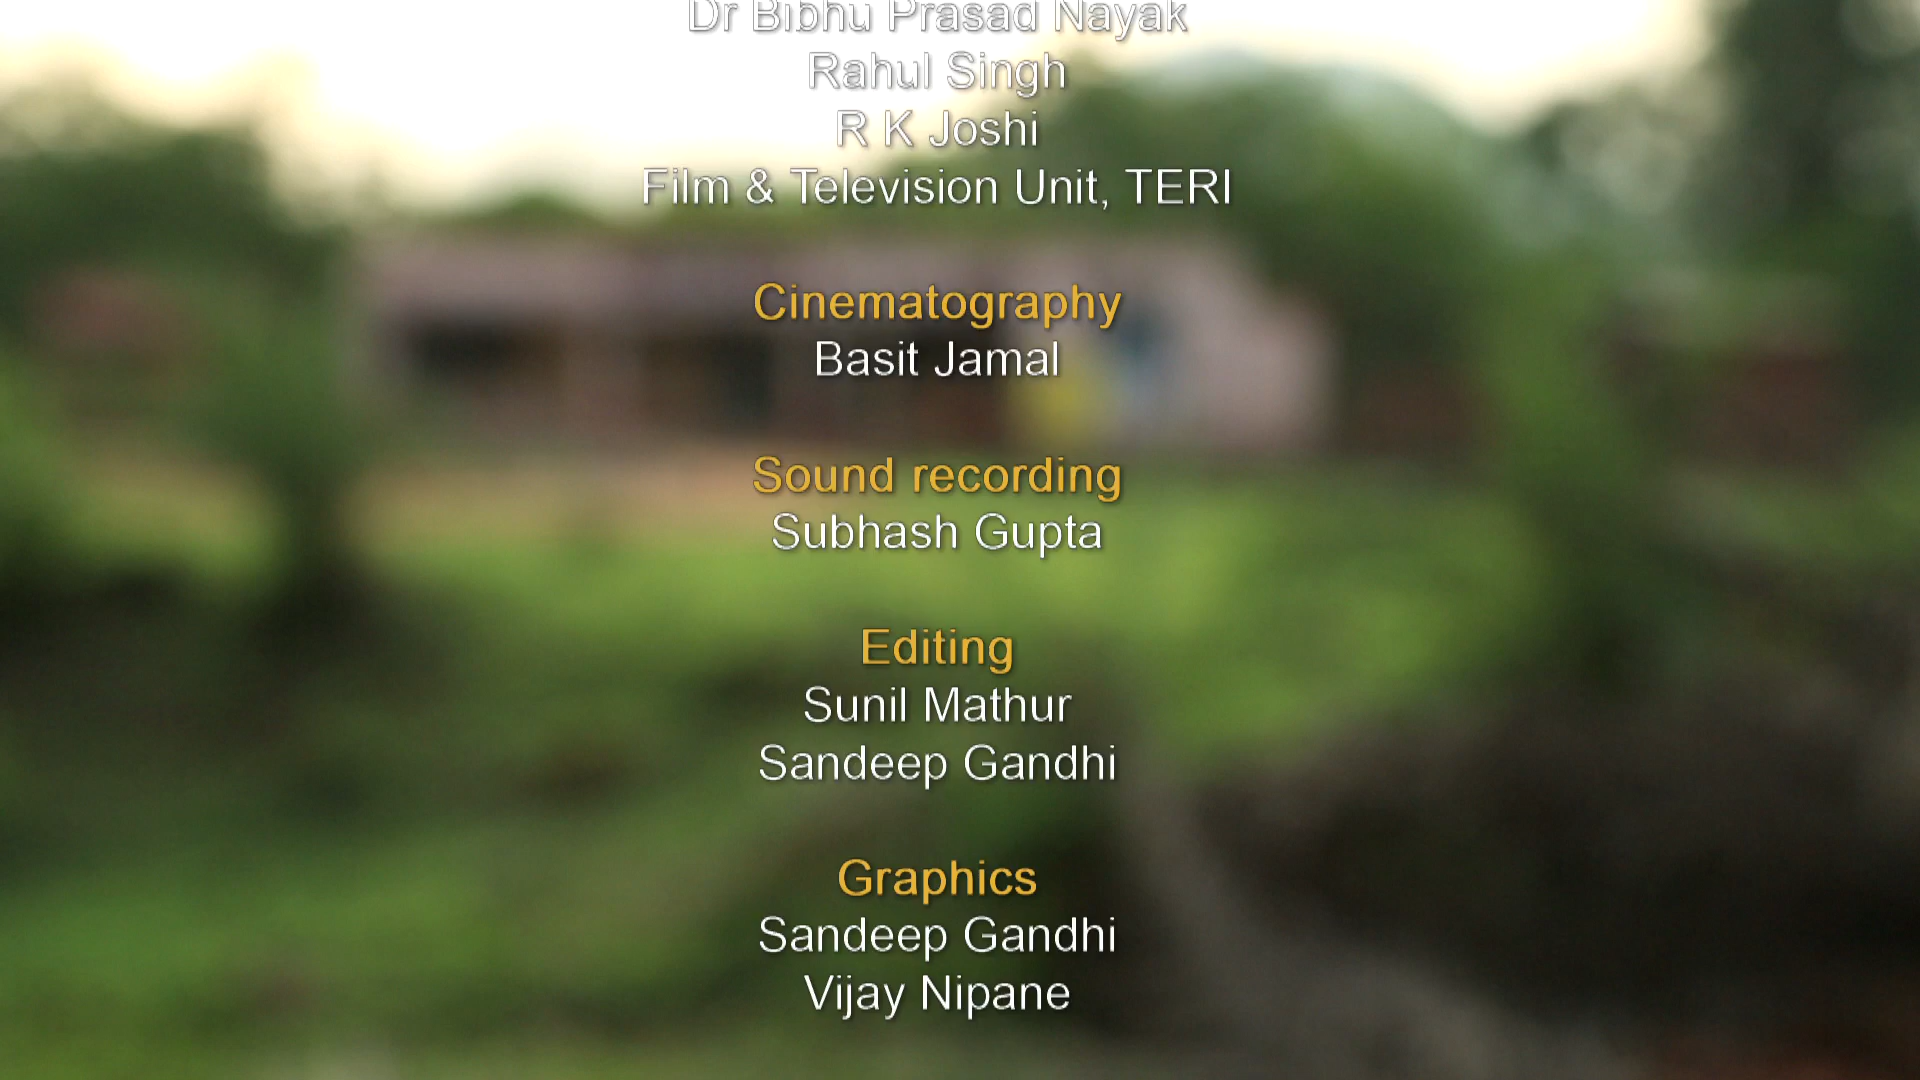 Dr Bibhu Prasad Nayak
Rahul Singh
R K Joshi
Film & Television Unit, TERI
Cinematography
Basit Jamal
Sound recording
Subhash Gupta
Editing
Sunil Mathur
Sandeep Gandhi
Graphics
Sandeep Gandhi
Vijay Nipane